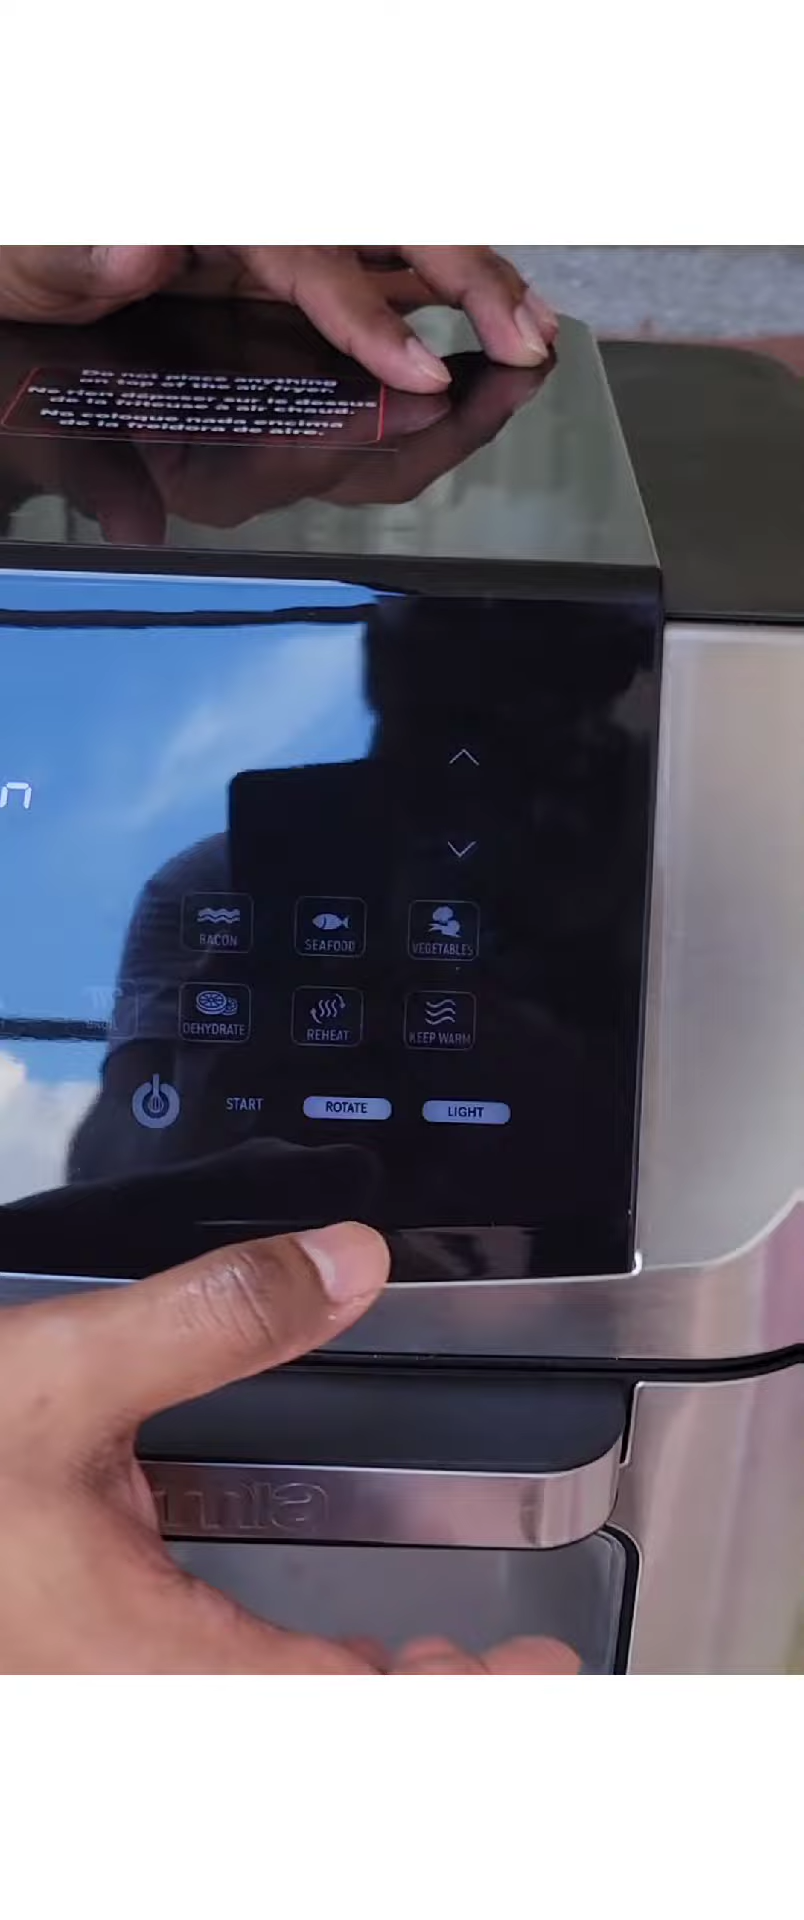 Do not place anything
on top of the air fryer.
No rien déposer sur le dessus
de la friteuse à air chaud.
No coloque nada encima
de la freidora de aire.
n
BACON
SEAFOOD
VEGETABLES
BROIL
DEHYDRATE
REHEAT
KEEP WARM
START
ROTATE
LIGHT